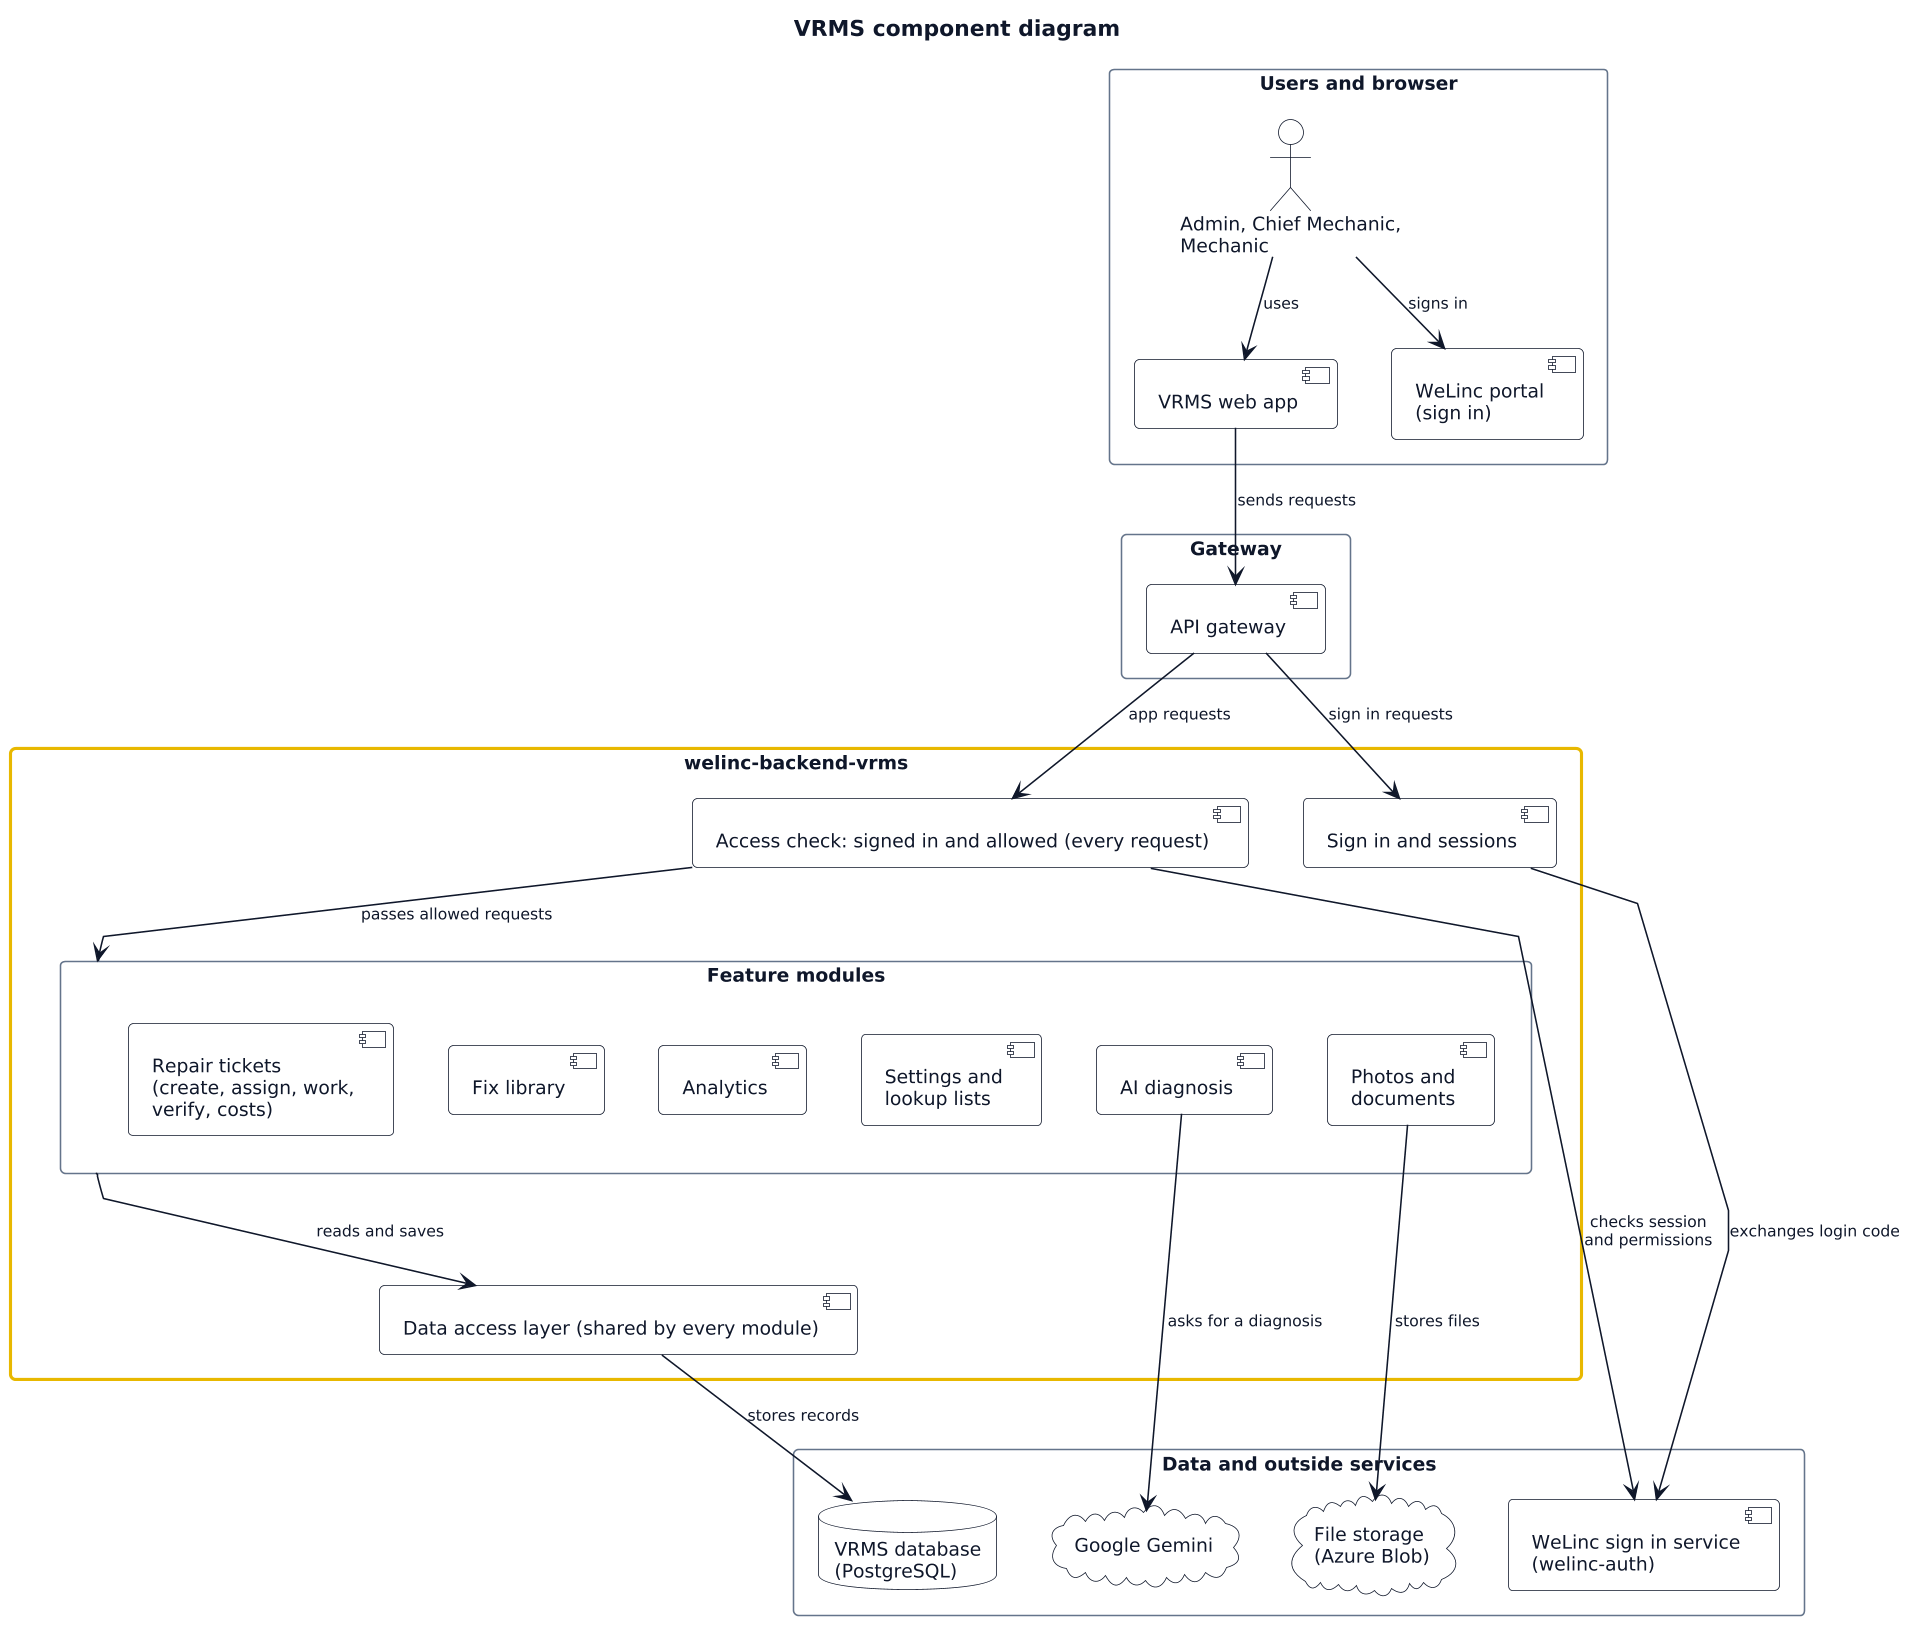 VRMS component diagram
Users and browser
Admin, Chief Mechanic,
Mechanic
uses
signs in
VRMS web app
WeLinc portal
(sign in)
sends requests
Gateway
API gateway
app requests
sign in requests
welinc-backend-vrms
Access check: signed in and allowed (every request)
Sign in and sessions
passes allowed requests
Feature modules
Repair tickets
(create, assign, work,
verify, costs)
Fix library
Analytics
Settings and
lookup lists
AI diagnosis
Photos and
documents
reads and saves
checks session
and permissions
exchanges login code
Data access layer (shared by every module)
asks for a diagnosis
stores files
stores records
Data and outside services
VRMS database
(PostgreSQL)
Google Gemini
File storage
(Azure Blob)
WeLinc sign in service
(welinc-auth)